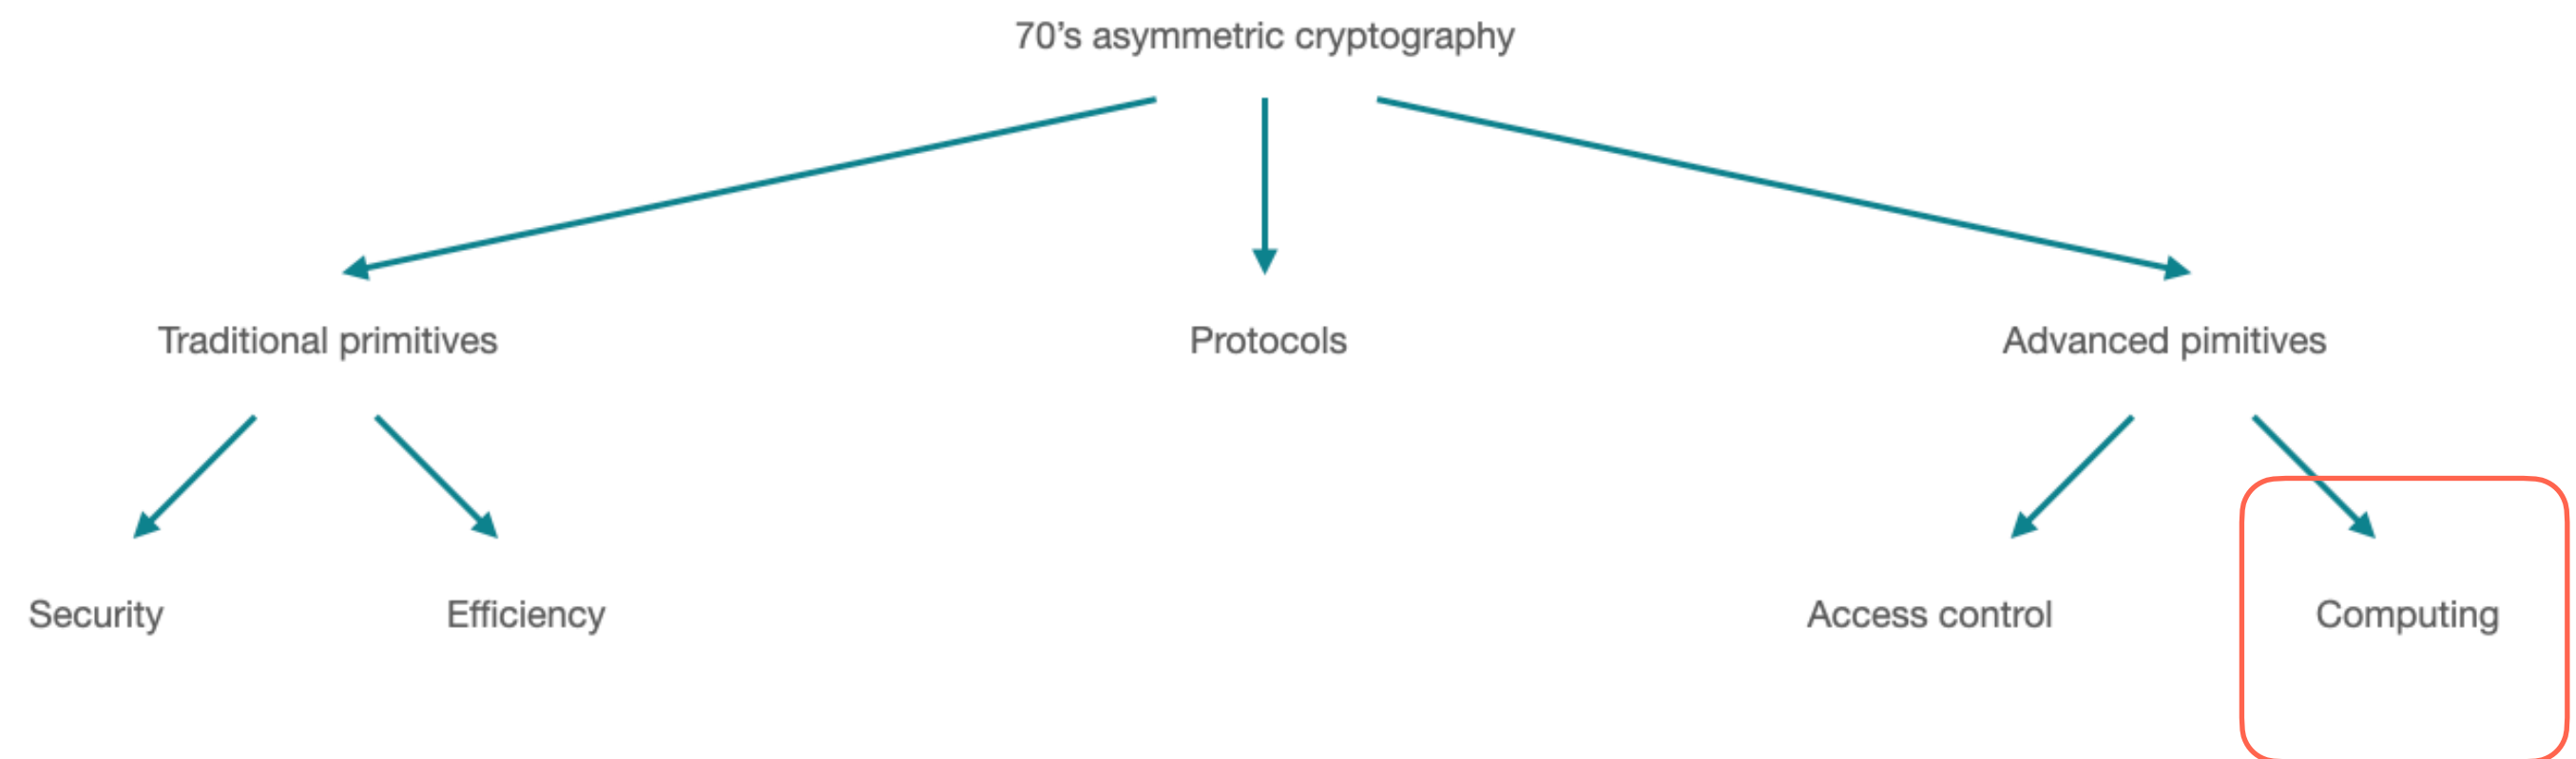 70’s asymmetric cryptography
Traditional primitives
Protocols
Advanced pimitives
Security
Efficiency
Access control
Computing